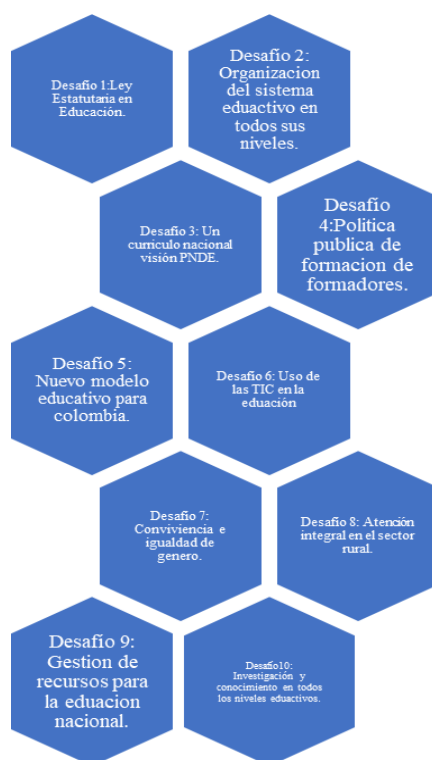 Desafío 1:Ley
Estatutaria en
Educación.
Desafío 2:
Organizacion
del sistema
eduactivo en
todos sus
niveles.
Desafío 3: Un
curriculo nacional
visión PNDE.
Desafío
4:Politica
publica de
formacion de
formadores.
Desafío 5:
Nuevo modelo
educativo para
colombia.
Desafío 6: Uso de
las TIC en la
eduación
Desafío 7:
Conviviencia e
igualdad de
genero.
Desafío 8: Atención
integral en el sector
rural.
Desafío 9:
Gestion de
recursos para
la eduacion
nacional.
Desafío10:
Investigación y
conocimiento en todos
los niveles eduactivos.